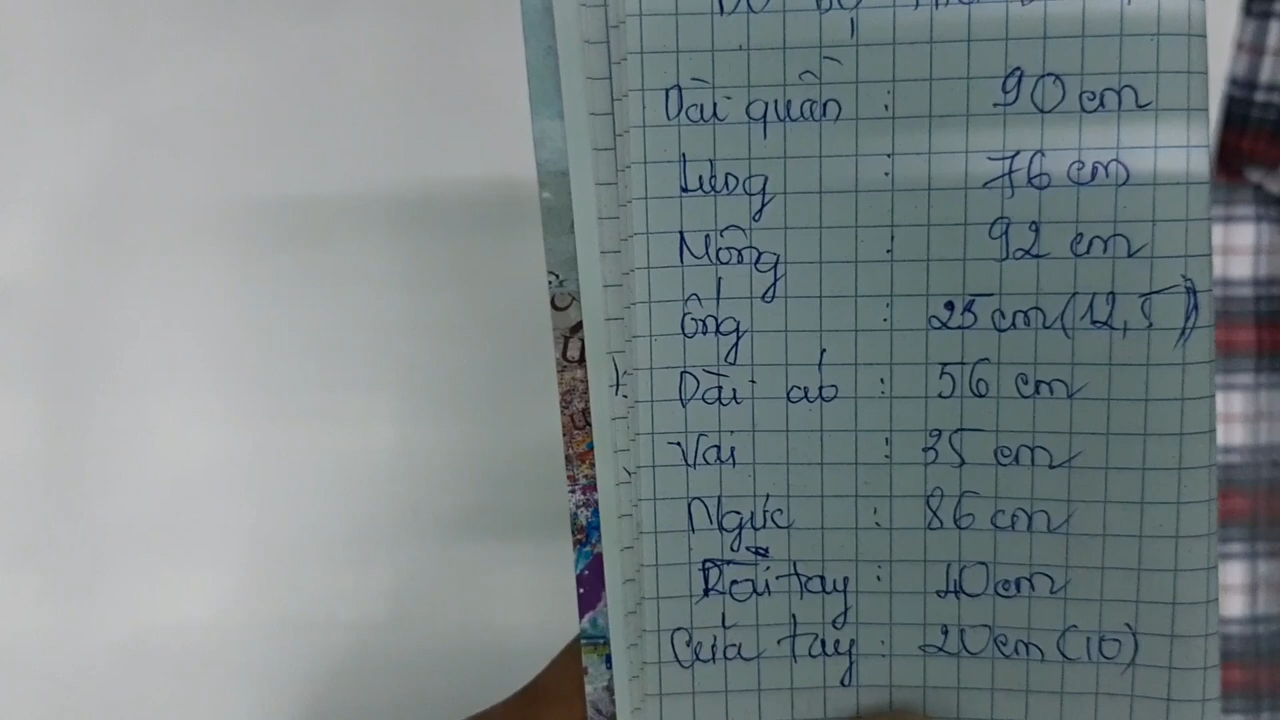 Dài quần : 90 cm
Lưng : 76 cm
Mông : 92 cm
ống : 25 cm (12,5)
Dài áo : 56 cm
Vai : 35 cm
Ngực : 86 cm
Dài tay : 40 cm
Cửa tay : 20 cm (10)